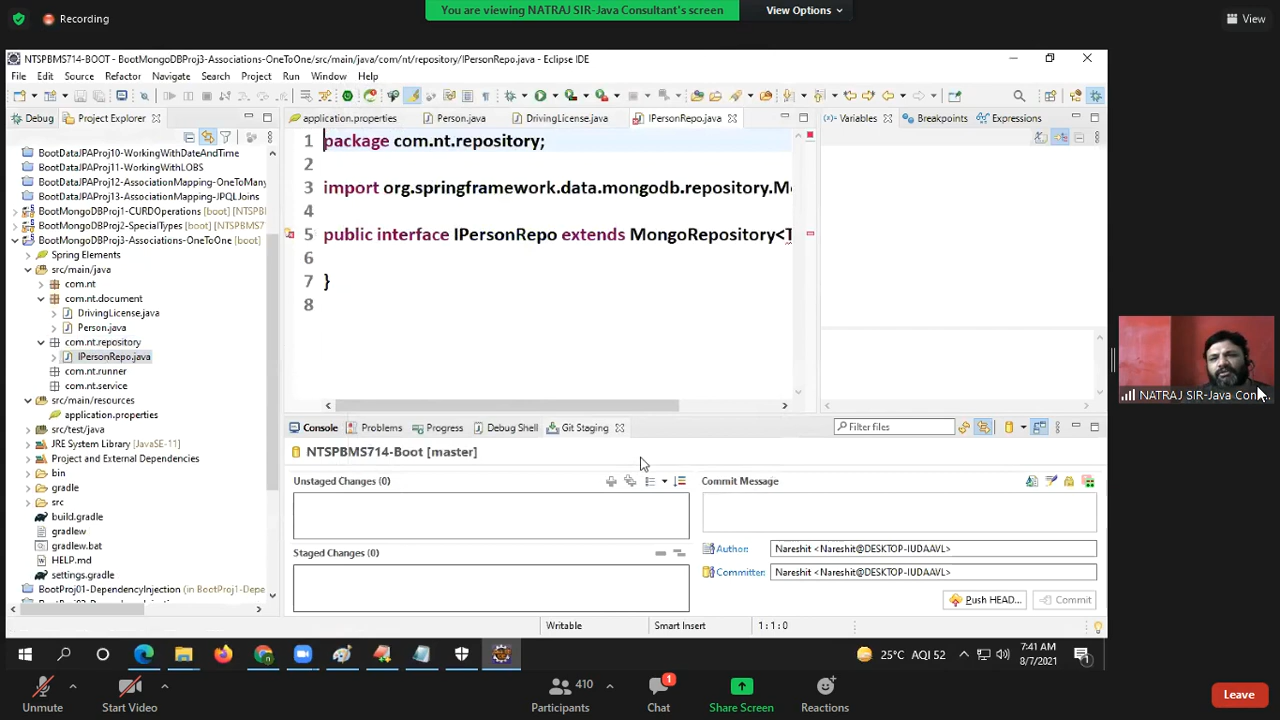 Recording
You are viewing NATRAJ SIR-Java Consultant's screen
View Options
View
NTSPBMS714-BOOT - BootMongoDBProj3-Associations-OneToOne/src/main/java/com/nt/repository/IPersonRepo.java - Eclipse IDE
File Edit Source Refactor Navigate Search Project Run Window Help
Debug Project Explorer
application.properties Person.java DrivingLicense.java IPersonRepo.java
Variables Breakpoints Expressions
BootDataJPAProj10-WorkingWithDateAndTime
BootDataJPAProj11-WorkingWithLOBS
BootDataJPAProj12-AssociationMapping-OneToMany
BootDataJPAProj13-AssociationMapping-JPQLJoins
BootMongoDBProj1-CURDOperations [boot] [NTSPBMS
BootMongoDBProj2-SpecialTypes [boot] [NTSPBMS7
BootMongoDBProj3-Associations-OneToOne [boot]
Spring Elements
src/main/java
com.nt
com.nt.document
DrivingLicense.java
Person.java
com.nt.repository
IPersonRepo.java
com.nt.runner
com.nt.service
src/main/resources
application.properties
src/test/java
JRE System Library [JavaSE-11]
Project and External Dependencies
bin
gradle
src
build.gradle
gradlew
gradlew.bat
HELP.md
settings.gradle
BootProj01-DependencyInjection (in BootProj1-Depe
1 package com.nt.repository;
2
3 import org.springframework.data.mongodb.repository.Mo
4
5 public interface IPersonRepo extends MongoRepository<T
6
7 }
8
Console Problems Progress Debug Shell Git Staging
Filter files
NTSPBMS714-Boot [master]
Unstaged Changes (0)
Staged Changes (0)
Commit Message
Author: Nareshit <Nareshit@DESKTOP-IUDAAVL>
Committer: Nareshit <Nareshit@DESKTOP-IUDAAVL>
Push HEAD... Commit
Writable Smart Insert 1 : 1 : 0
NATRAJ SIR-Java Con...
25°C AQI 52
7:41 AM
8/7/2021
1
Unmute
Start Video
410
Participants
1
Chat
Share Screen
Reactions
Leave